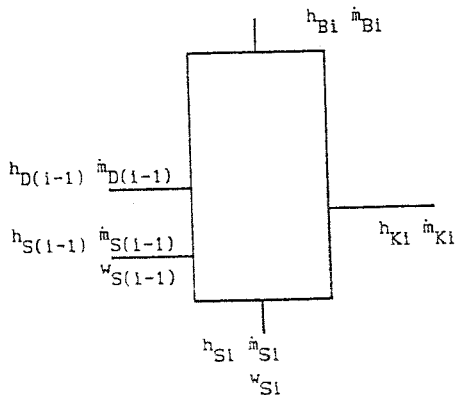 h_Bi ṁ_Bi
h_D(i-1) ṁ_D(i-1)
h_S(i-1) ṁ_S(i-1)
w_S(i-1)
h_Ki ṁ_Ki
h_Si ṁ_Si
w_Si